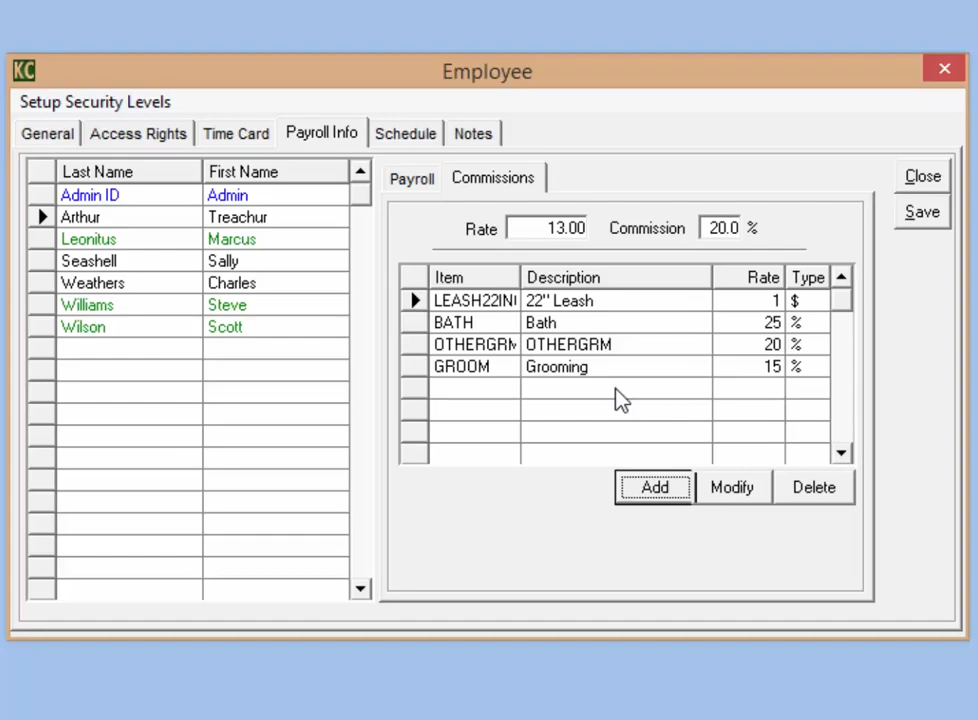 KC Employee
Setup Security Levels
General Access Rights Time Card Payroll Info Schedule Notes
Last Name First Name
Admin ID Admin
Arthur Treachur
Leonitus Marcus
Seashell Sally
Weathers Charles
Williams Steve
Wilson Scott
Payroll Commissions
Rate 13.00 Commission 20.0 %
Item Description Rate Type
LEASH22IN 22" Leash 1 $
BATH Bath 25 %
OTHERGRM OTHERGRM 20 %
GROOM Grooming 15 %
Add Modify Delete
Close
Save